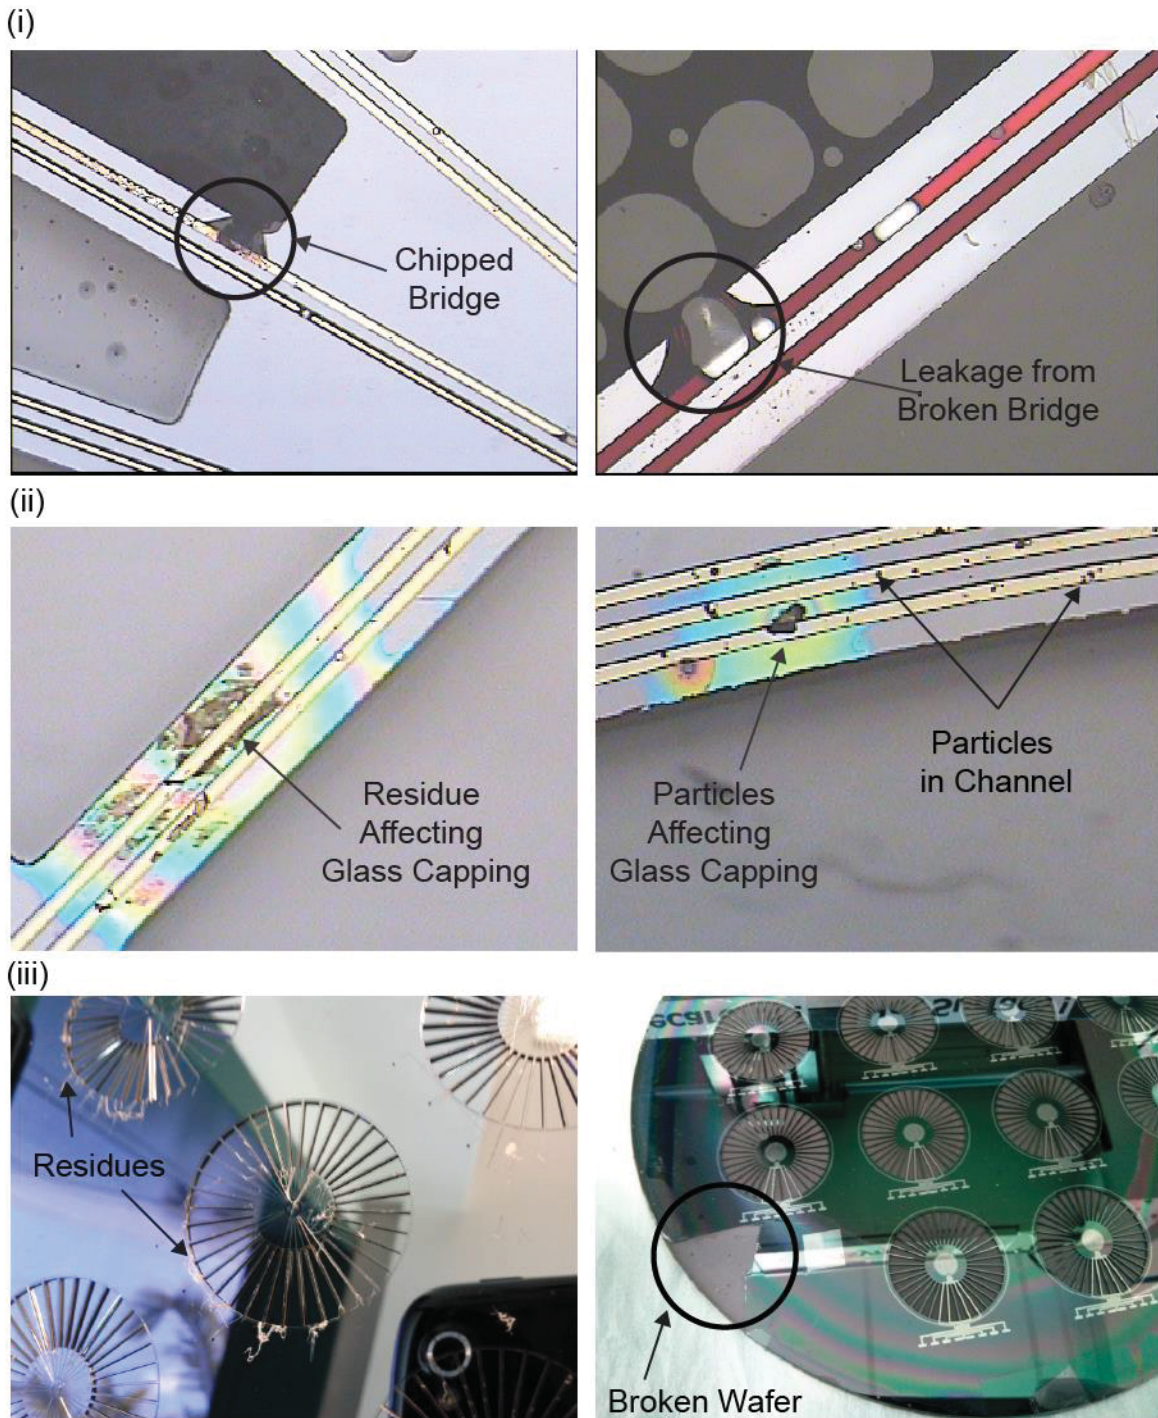 (i)
Chipped
Bridge
Leakage from
Broken Bridge
(ii)
Residue
Affecting
Glass Capping
Particles
Affecting
Glass Capping
Particles
in Channel
(iii)
Residues
Broken Wafer